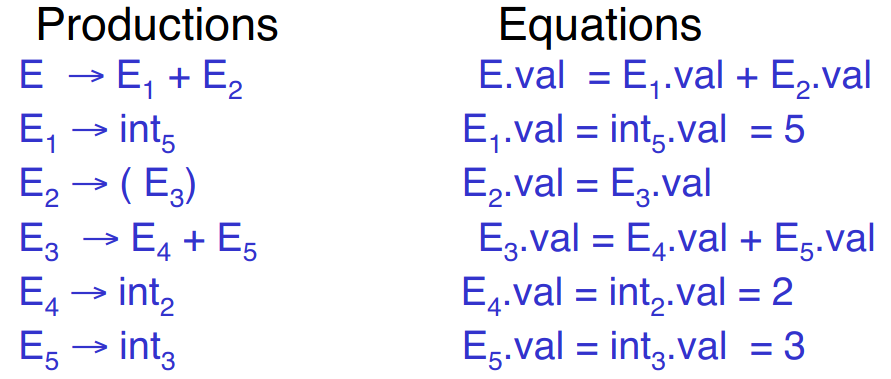 Productions Equations
E → E₁ + E₂ E.val = E₁.val + E₂.val
E₁ → int₅ E₁.val = int₅.val = 5
E₂ → ( E₃) E₂.val = E₃.val
E₃ → E₄ + E₅ E₃.val = E₄.val + E₅.val
E₄ → int₂ E₄.val = int₂.val = 2
E₅ → int₃ E₅.val = int₃.val = 3